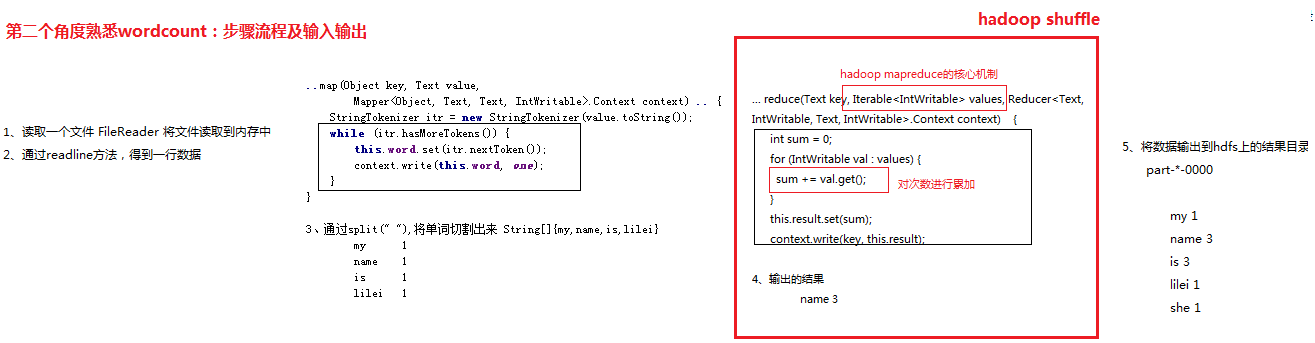 第二个角度熟悉wordcount：步骤流程及输入输出
1、读取一个文件 FileReader 将文件读取到内存中
2、通过readline方法，得到一行数据
..map(Object key, Text value,
Mapper<Object, Text, Text, IntWritable>.Context context) .. {
StringTokenizer itr = new StringTokenizer(value.toString());
while (itr.hasMoreTokens()) {
this.word.set(itr.nextToken());
context.write(this.word, one);
}
}
3、通过split(" "),将单词切割出来 String[]{my,name,is,lilei}
my 1
name 1
is 1
lilei 1
hadoop shuffle
hadoop mapreduce的核心机制
... reduce(Text key, Iterable<IntWritable> values, Reducer<Text,
IntWritable, Text, IntWritable>.Context context) {
int sum = 0;
for (IntWritable val : values) {
sum += val.get();
对次数进行累加
}
this.result.set(sum);
context.write(key, this.result);
4、输出的结果
name 3
5、将数据输出到hdfs上的结果目录
part-*-0000
my 1
name 3
is 3
lilei 1
she 1